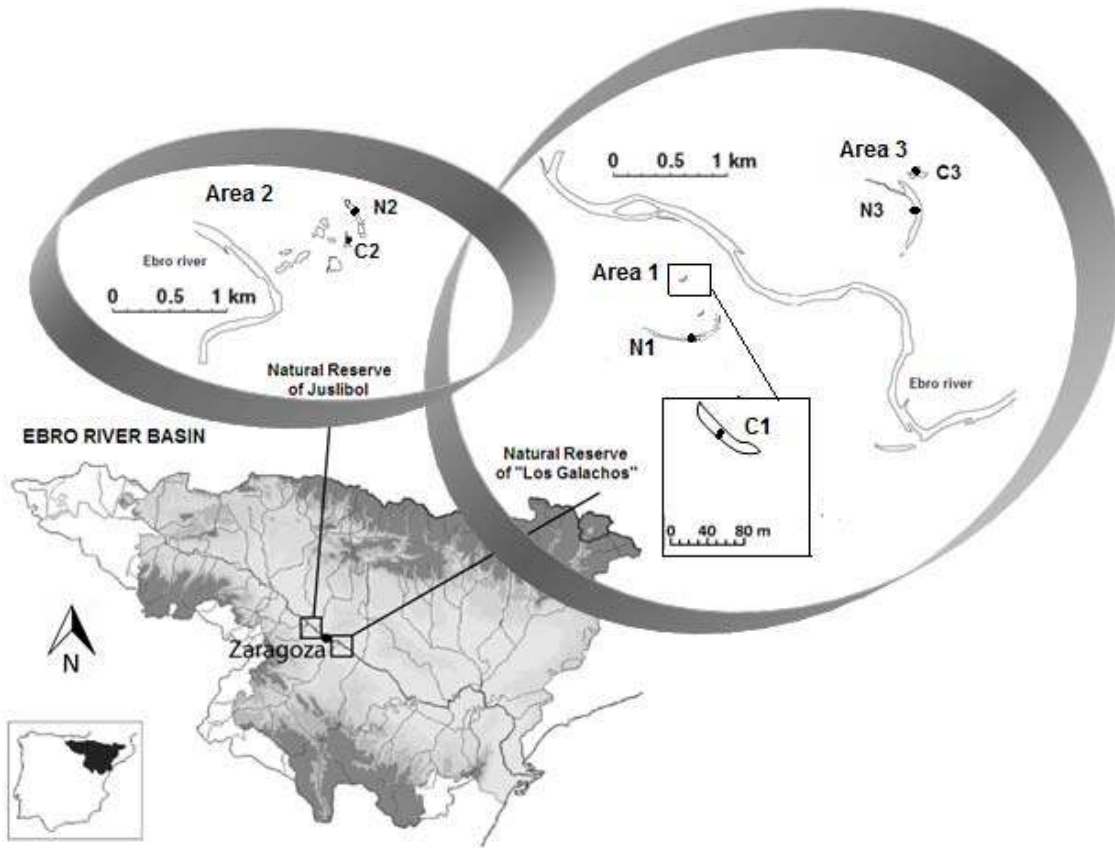 Area 2
N2
C2
Ebro river
0 0.5 1 km
Natural Reserve
of Juslibol
0 0.5 1 km
Area 3
C3
N3
Area 1
N1
Ebro river
C1
0 40 80 m
EBRO RIVER BASIN
Natural Reserve
of "Los Galachos"
N
Zaragoza